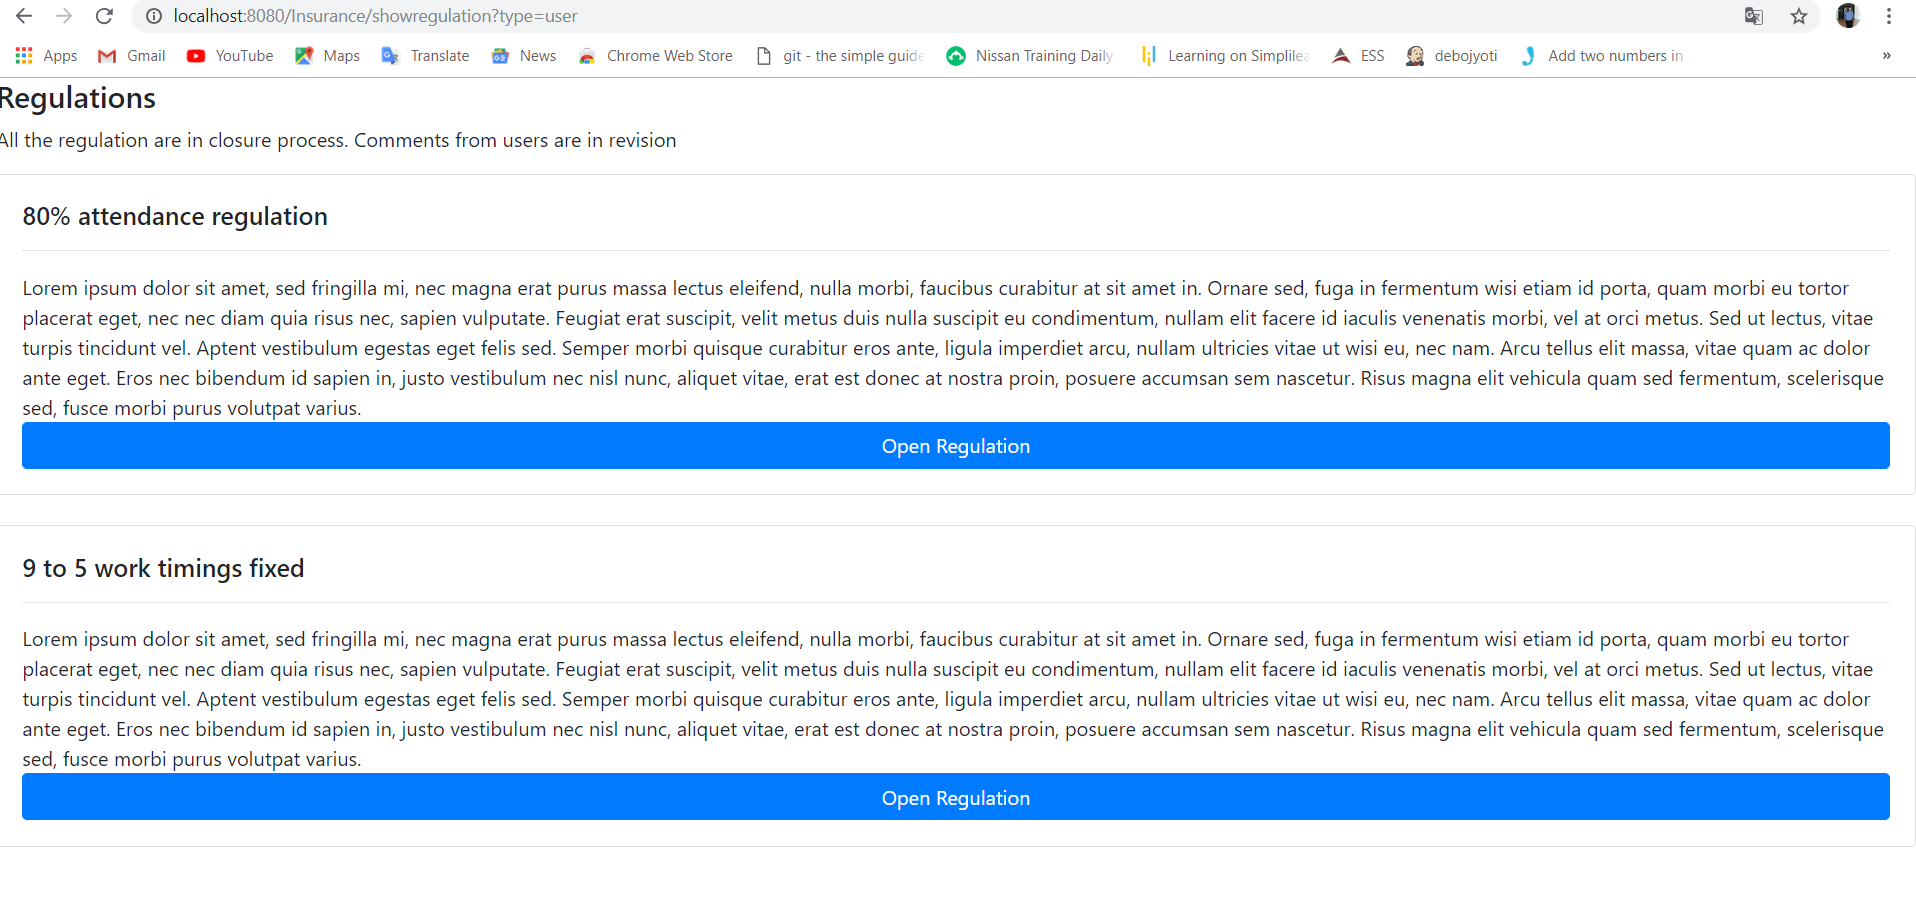 localhost:8080/Insurance/showregulation?type=user
Apps Gmail YouTube Maps Translate News Chrome Web Store git - the simple guide Nissan Training Daily Learning on Simplilea ESS debojyoti Add two numbers in »
Regulations
All the regulation are in closure process. Comments from users are in revision
80% attendance regulation
Lorem ipsum dolor sit amet, sed fringilla mi, nec magna erat purus massa lectus eleifend, nulla morbi, faucibus curabitur at sit amet in. Ornare sed, fuga in fermentum wisi etiam id porta, quam morbi eu tortor
placerat eget, nec nec diam quia risus nec, sapien vulputate. Feugiat erat suscipit, velit metus duis nulla suscipit eu condimentum, nullam elit facere id iaculis venenatis morbi, vel at orci metus. Sed ut lectus, vitae
turpis tincidunt vel. Aptent vestibulum egestas eget felis sed. Semper morbi quisque curabitur eros ante, ligula imperdiet arcu, nullam ultricies vitae ut wisi eu, nec nam. Arcu tellus elit massa, vitae quam ac dolor
ante eget. Eros nec bibendum id sapien in, justo vestibulum nec nisl nunc, aliquet vitae, erat est donec at nostra proin, posuere accumsan sem nascetur. Risus magna elit vehicula quam sed fermentum, scelerisque
sed, fusce morbi purus volutpat varius.
Open Regulation
9 to 5 work timings fixed
Lorem ipsum dolor sit amet, sed fringilla mi, nec magna erat purus massa lectus eleifend, nulla morbi, faucibus curabitur at sit amet in. Ornare sed, fuga in fermentum wisi etiam id porta, quam morbi eu tortor
placerat eget, nec nec diam quia risus nec, sapien vulputate. Feugiat erat suscipit, velit metus duis nulla suscipit eu condimentum, nullam elit facere id iaculis venenatis morbi, vel at orci metus. Sed ut lectus, vitae
turpis tincidunt vel. Aptent vestibulum egestas eget felis sed. Semper morbi quisque curabitur eros ante, ligula imperdiet arcu, nullam ultricies vitae ut wisi eu, nec nam. Arcu tellus elit massa, vitae quam ac dolor
ante eget. Eros nec bibendum id sapien in, justo vestibulum nec nisl nunc, aliquet vitae, erat est donec at nostra proin, posuere accumsan sem nascetur. Risus magna elit vehicula quam sed fermentum, scelerisque
sed, fusce morbi purus volutpat varius.
Open Regulation